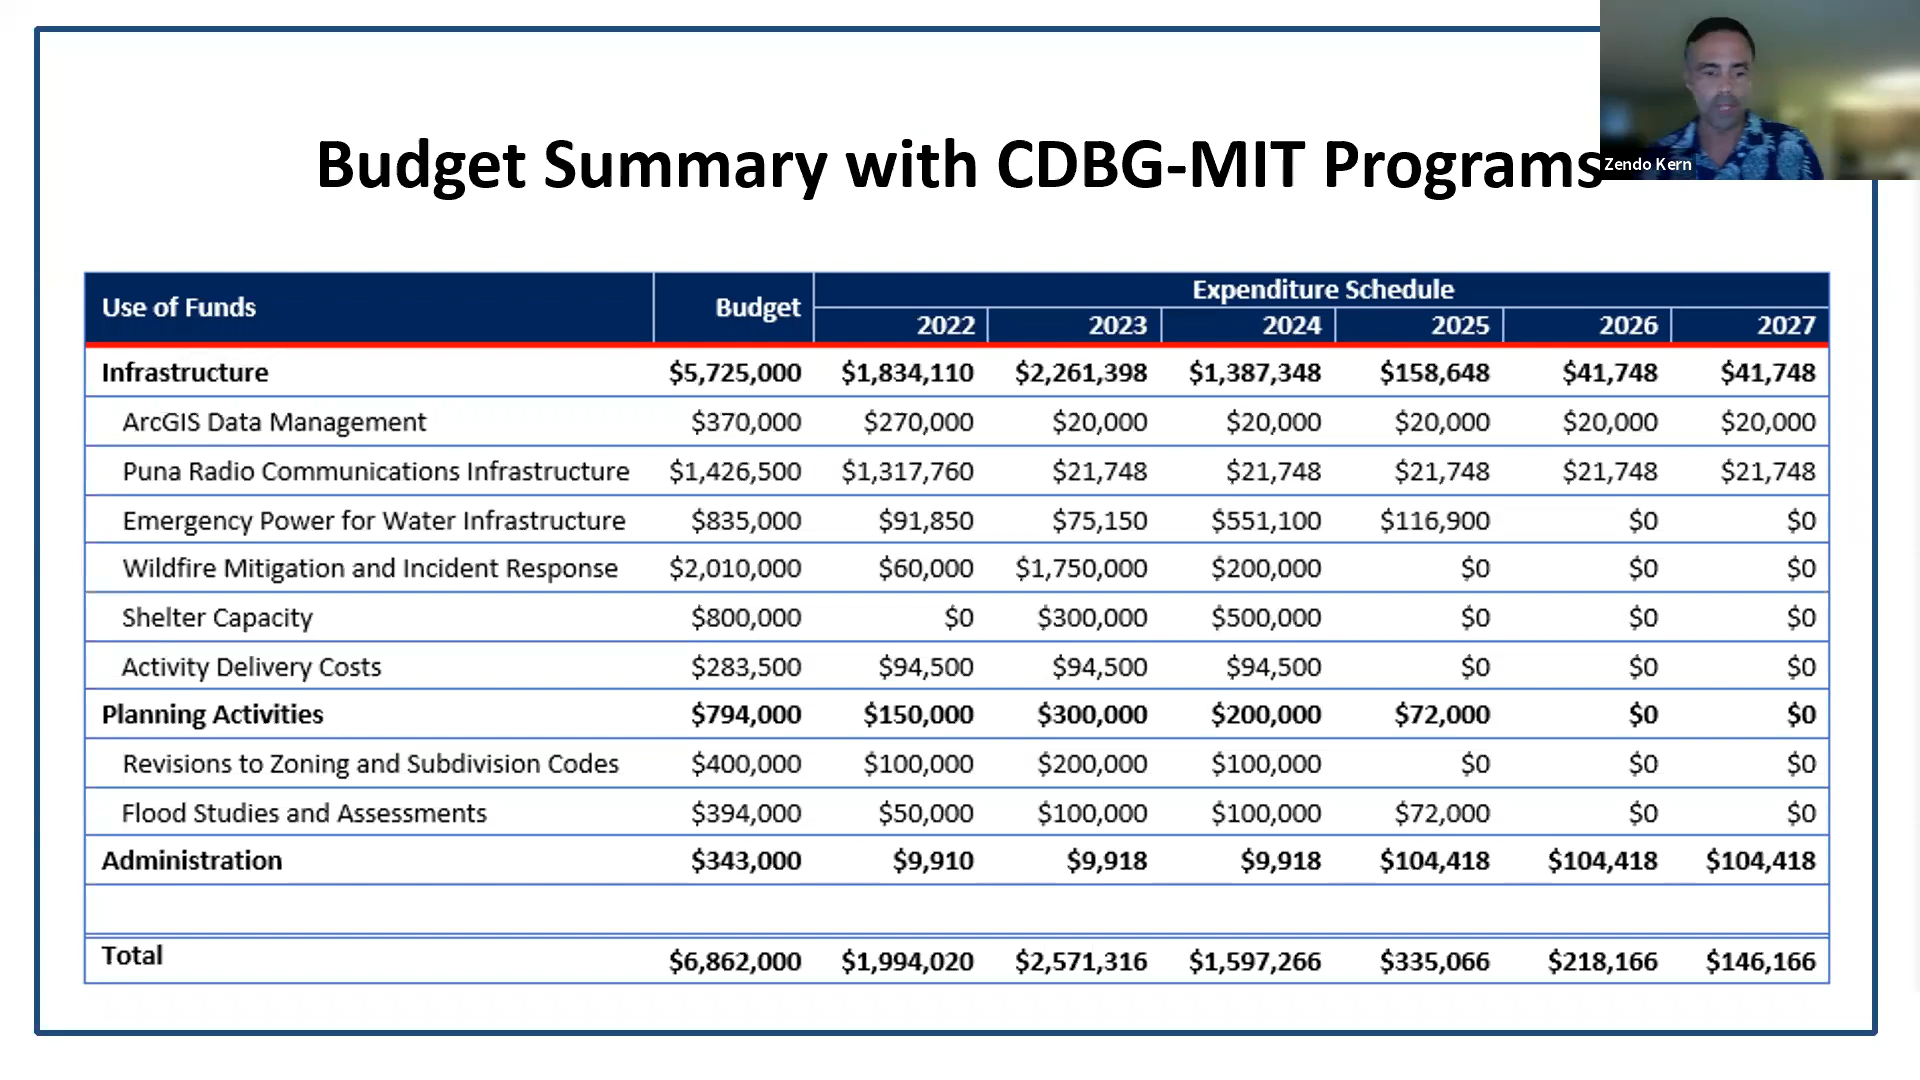 Budget Summary with CDBG-MIT Programs
Zendo Kern
Use of Funds Budget Expenditure Schedule
2022 2023 2024 2025 2026 2027
Infrastructure $5,725,000 $1,834,110 $2,261,398 $1,387,348 $158,648 $41,748 $41,748
ArcGIS Data Management $370,000 $270,000 $20,000 $20,000 $20,000 $20,000 $20,000
Puna Radio Communications Infrastructure $1,426,500 $1,317,760 $21,748 $21,748 $21,748 $21,748 $21,748
Emergency Power for Water Infrastructure $835,000 $91,850 $75,150 $551,100 $116,900 $0 $0
Wildfire Mitigation and Incident Response $2,010,000 $60,000 $1,750,000 $200,000 $0 $0 $0
Shelter Capacity $800,000 $0 $300,000 $500,000 $0 $0 $0
Activity Delivery Costs $283,500 $94,500 $94,500 $94,500 $0 $0 $0
Planning Activities $794,000 $150,000 $300,000 $200,000 $72,000 $0 $0
Revisions to Zoning and Subdivision Codes $400,000 $100,000 $200,000 $100,000 $0 $0 $0
Flood Studies and Assessments $394,000 $50,000 $100,000 $100,000 $72,000 $0 $0
Administration $343,000 $9,910 $9,918 $9,918 $104,418 $104,418 $104,418
Total $6,862,000 $1,994,020 $2,571,316 $1,597,266 $335,066 $218,166 $146,166